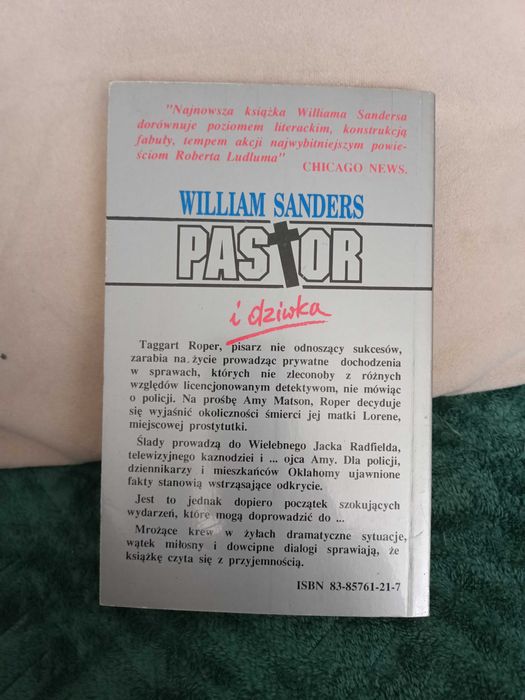 "Najnowsza książka Williama Sandersa
dorównuje poziomem literackim, konstrukcją
fabuły, tempem akcji najwybitniejszym powie-
ściom Roberta Ludluma"
CHICAGO NEWS.
WILLIAM SANDERS
PASTOR
i dziwka
Taggart Roper, pisarz nie odnoszący sukcesów,
zarabia na życie prowadząc prywatne dochodzenia
w sprawach, których nie zleconoby z różnych
względów licencjonowanym detektywom, nie mówiąc
o policji. Na prośbę Amy Matson, Roper decyduje
się wyjaśnić okoliczności śmierci jej matki Lorene,
miejscowej prostytutki.
Ślady prowadzą do Wielebnego Jacka Radfielda,
telewizyjnego kaznodziei i ... ojca Amy. Dla policji,
dziennikarzy i mieszkańców Oklahomy ujawnione
fakty stanowią wstrząsające odkrycie.
Jest to jednak dopiero początek szokujących
wydarzeń, które mogą doprowadzić do ...
Mrożące krew w żyłach dramatyczne sytuacje,
wątek miłosny i dowcipne dialogi sprawiają, że
książkę czyta się z przyjemnością.
ISBN 83-85761-21-7